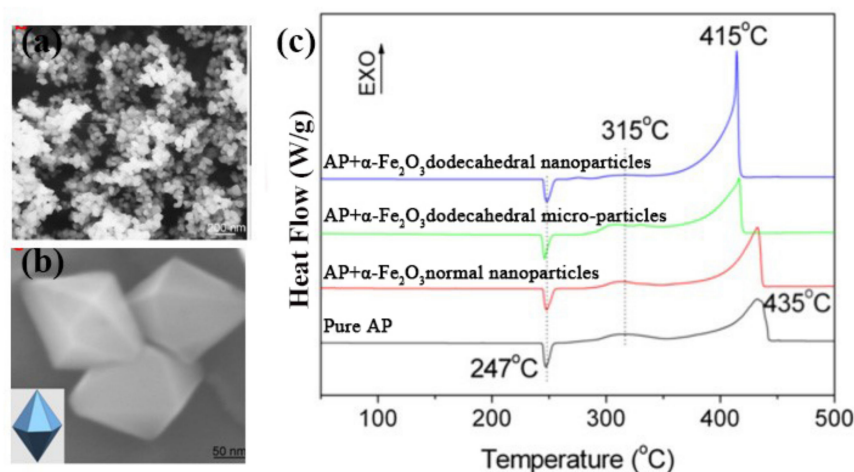 (a)
200 nm
(b)
50 nm
(c)
EXO
Heat Flow (W/g)
415°C
315°C
AP+α-Fe₂O₃dodecahedral nanoparticles
AP+α-Fe₂O₃dodecahedral micro-particles
AP+α-Fe₂O₃normal nanoparticles
435°C
Pure AP
247°C
100 200 300 400 500
Temperature (°C)